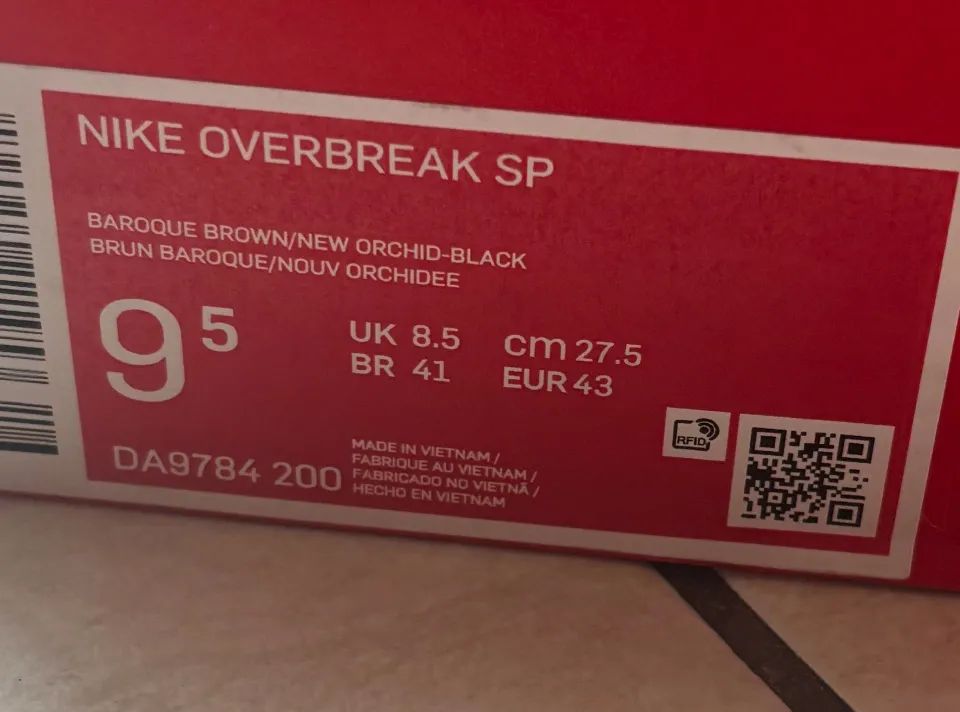 NIKE OVERBREAK SP
BAROQUE BROWN/NEW ORCHID-BLACK
BRUN BAROQUE/NOUV ORCHIDEE
9 5
UK 8.5 cm 27.5
BR 41 EUR 43
RFID
DA9784 200
MADE IN VIETNAM /
FABRIQUE AU VIETNAM /
FABRICADO NO VIETNÃ /
HECHO EN VIETNAM